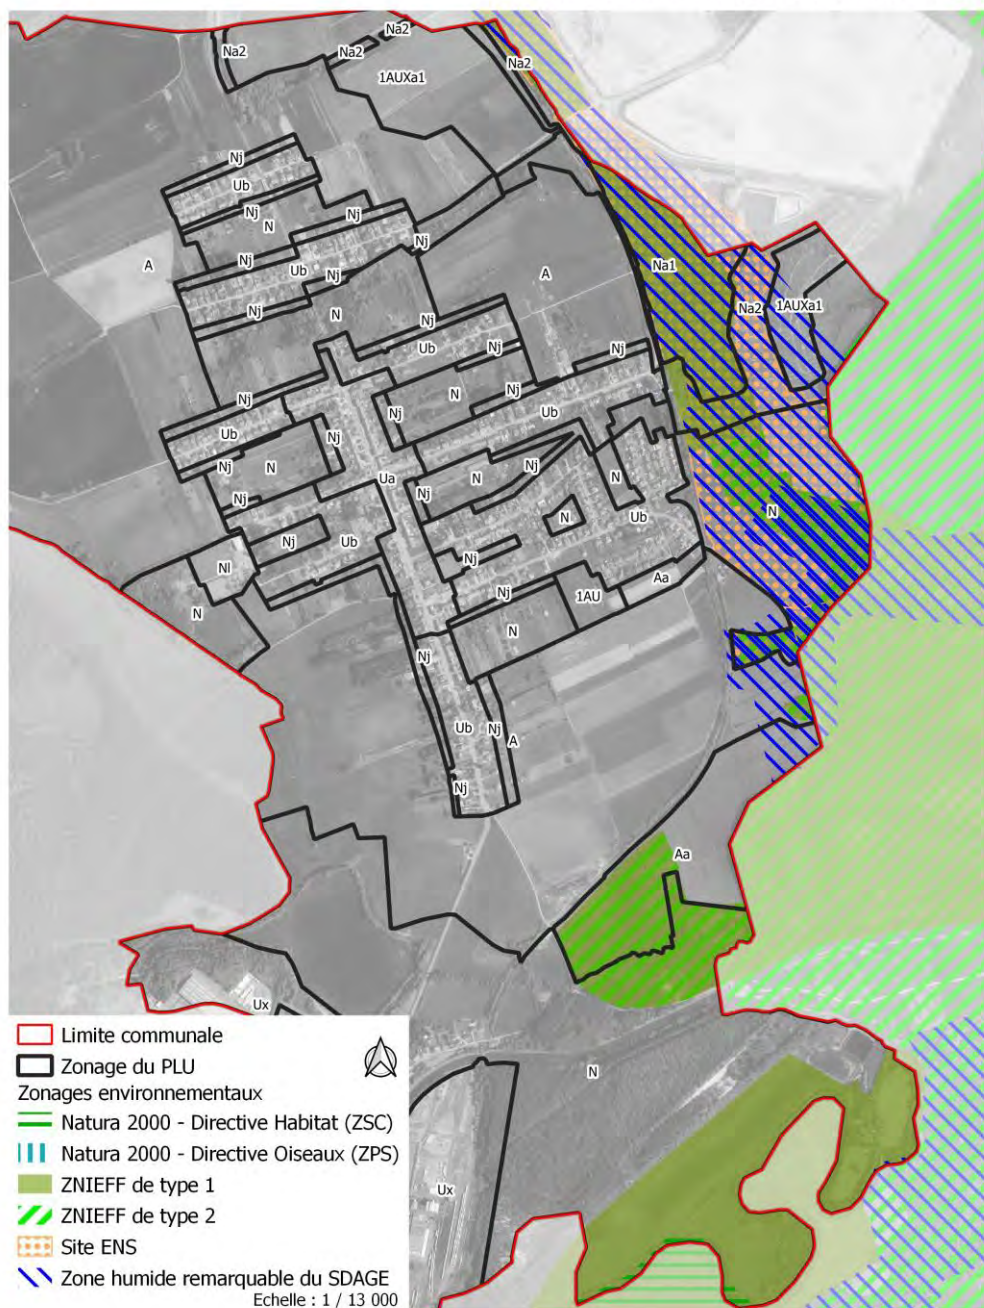 Na2
Na2
Na2
Na2
1AUXa1
Nj
Ub
Nj
Nj
N
Nj
Nj
Ub
Nj
A
Nj
N
A
Na1
Na2
1AUXa1
Nj
Ub
Nj
Nj
Nj
N
Nj
Nj
Ub
Ub
Nj
Nj
N
Ua
Nj
N
Nj
N
Nj
N
Ub
N
Nj
Ub
Nj
Nl
Nj
Aa
N
Nj
1AU
N
Nj
Ub
Nj
A
Nj
Aa
Ux
N
Ux
Limite communale
Zonage du PLU
Zonages environnementaux
Natura 2000 - Directive Habitat (ZSC)
Natura 2000 - Directive Oiseaux (ZPS)
ZNIEFF de type 1
ZNIEFF de type 2
Site ENS
Zone humide remarquable du SDAGE
Echelle : 1 / 13 000